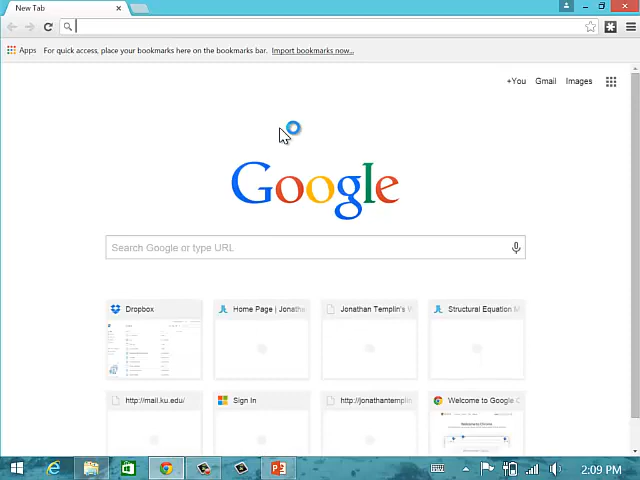 New Tab
Apps For quick access, place your bookmarks here on the bookmarks bar. Import bookmarks now...
+You Gmail Images
Google
Search Google or type URL
Dropbox
Home Page | Jonatha
Jonathan Templin's W
Structural Equation M
http://mail.ku.edu/
Sign In
http://jonathantemplin
Welcome to Google C
2:09 PM